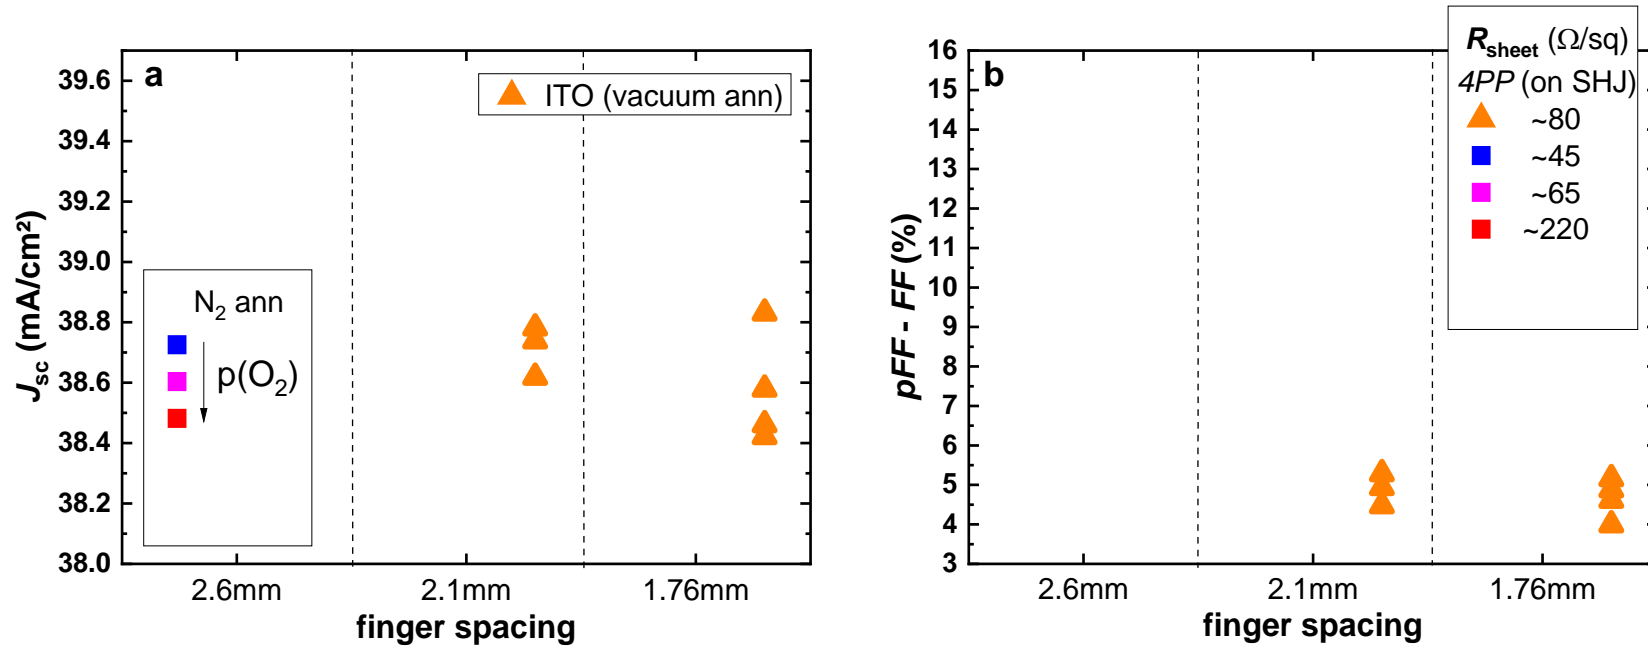 a
ITO (vacuum ann)
39.6
39.4
39.2
39.0
38.8
38.6
38.4
38.2
38.0
Jsc (mA/cm²)
N₂ ann
p(O₂)
2.6mm
2.1mm
1.76mm
finger spacing
b
16
15
14
13
12
11
10
9
8
7
6
5
4
3
pFF - FF (%)
Rsheet (Ω/sq)
4PP (on SHJ)
~80
~45
~65
~220
2.6mm
2.1mm
1.76mm
finger spacing